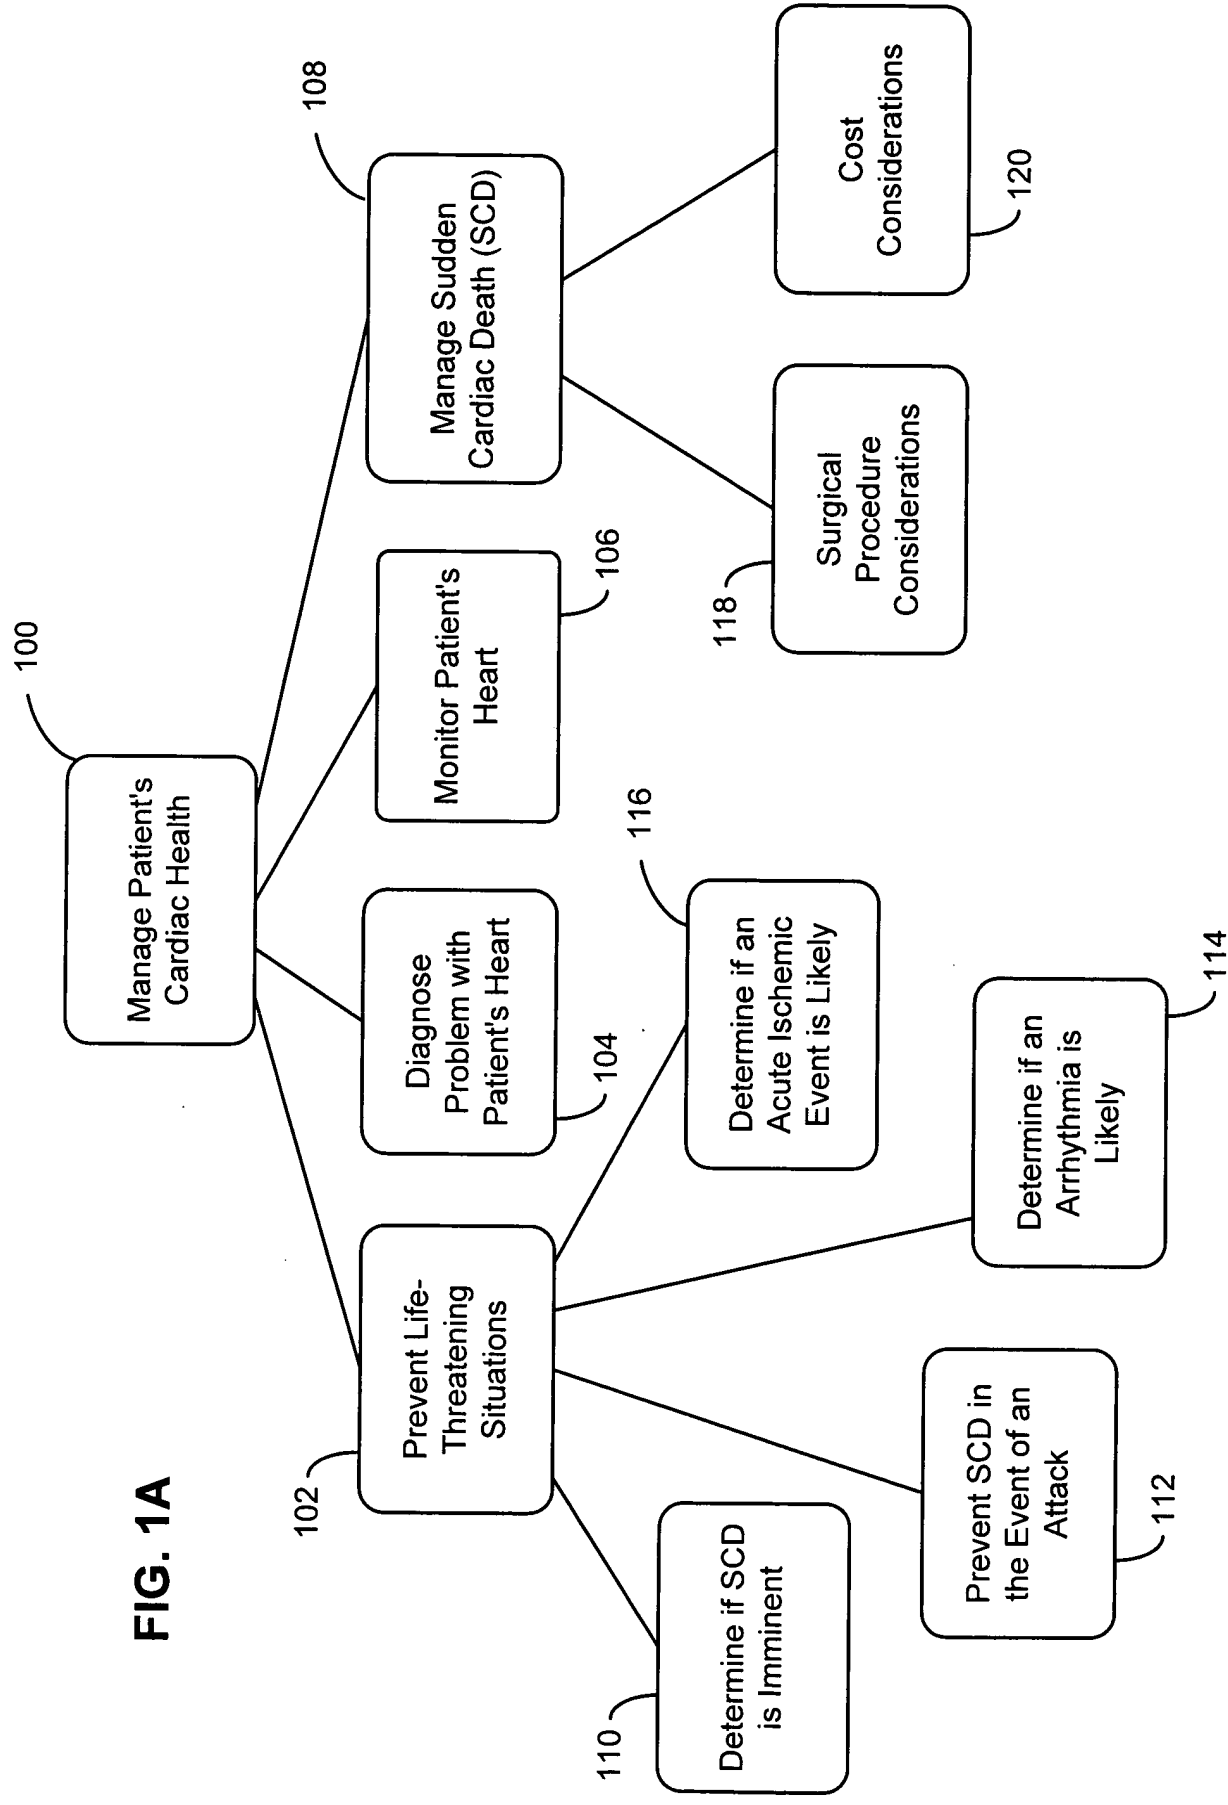 FIG. 1A
100
Manage Patient's
Cardiac Health
102
Prevent Life-
Threatening
Situations
Diagnose
Problem with
Patient's Heart
104
Monitor Patient's
Heart
106
108
Manage Sudden
Cardiac Death (SCD)
110
Determine if SCD
is Imminent
Prevent SCD in
the Event of an
Attack
112
Determine if an
Arrhythmia is
Likely
114
116
Determine if an
Acute Ischemic
Event is Likely
118
Surgical
Procedure
Considerations
Cost
Considerations
120